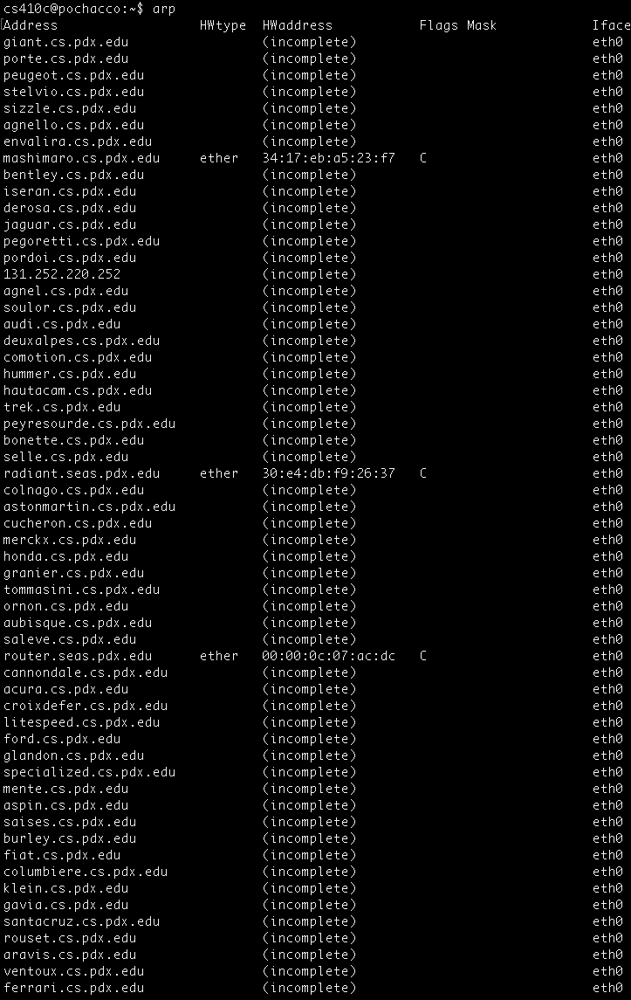 cs410c@pochacco:~$ arp
Address HWtype HWaddress Flags Mask Iface
giant.cs.pdx.edu (incomplete) eth0
porte.cs.pdx.edu (incomplete) eth0
peugeot.cs.pdx.edu (incomplete) eth0
stelvio.cs.pdx.edu (incomplete) eth0
sizzle.cs.pdx.edu (incomplete) eth0
agnello.cs.pdx.edu (incomplete) eth0
envalira.cs.pdx.edu (incomplete) eth0
mashimaro.cs.pdx.edu ether 34:17:eb:a5:23:f7 C eth0
bentley.cs.pdx.edu (incomplete) eth0
iseran.cs.pdx.edu (incomplete) eth0
derosa.cs.pdx.edu (incomplete) eth0
jaguar.cs.pdx.edu (incomplete) eth0
pegoretti.cs.pdx.edu (incomplete) eth0
pordoi.cs.pdx.edu (incomplete) eth0
131.252.220.252 (incomplete) eth0
agnel.cs.pdx.edu (incomplete) eth0
soulor.cs.pdx.edu (incomplete) eth0
audi.cs.pdx.edu (incomplete) eth0
deuxalpes.cs.pdx.edu (incomplete) eth0
comotion.cs.pdx.edu (incomplete) eth0
hummer.cs.pdx.edu (incomplete) eth0
hautacam.cs.pdx.edu (incomplete) eth0
trek.cs.pdx.edu (incomplete) eth0
peyresourde.cs.pdx.edu (incomplete) eth0
bonette.cs.pdx.edu (incomplete) eth0
selle.cs.pdx.edu (incomplete) eth0
radiant.seas.pdx.edu ether 30:e4:db:f9:26:37 C eth0
colnago.cs.pdx.edu (incomplete) eth0
astonmartin.cs.pdx.edu (incomplete) eth0
cucheron.cs.pdx.edu (incomplete) eth0
merckx.cs.pdx.edu (incomplete) eth0
honda.cs.pdx.edu (incomplete) eth0
granier.cs.pdx.edu (incomplete) eth0
tommasini.cs.pdx.edu (incomplete) eth0
ornon.cs.pdx.edu (incomplete) eth0
aubisque.cs.pdx.edu (incomplete) eth0
saleve.cs.pdx.edu (incomplete) eth0
router.seas.pdx.edu ether 00:00:0c:07:ac:dc C eth0
cannondale.cs.pdx.edu (incomplete) eth0
acura.cs.pdx.edu (incomplete) eth0
croixdefer.cs.pdx.edu (incomplete) eth0
litespeed.cs.pdx.edu (incomplete) eth0
ford.cs.pdx.edu (incomplete) eth0
glandon.cs.pdx.edu (incomplete) eth0
specialized.cs.pdx.edu (incomplete) eth0
mente.cs.pdx.edu (incomplete) eth0
aspin.cs.pdx.edu (incomplete) eth0
saises.cs.pdx.edu (incomplete) eth0
burley.cs.pdx.edu (incomplete) eth0
fiat.cs.pdx.edu (incomplete) eth0
columbiere.cs.pdx.edu (incomplete) eth0
klein.cs.pdx.edu (incomplete) eth0
gavia.cs.pdx.edu (incomplete) eth0
santacruz.cs.pdx.edu (incomplete) eth0
rouset.cs.pdx.edu (incomplete) eth0
aravis.cs.pdx.edu (incomplete) eth0
ventoux.cs.pdx.edu (incomplete) eth0
ferrari.cs.pdx.edu (incomplete) eth0